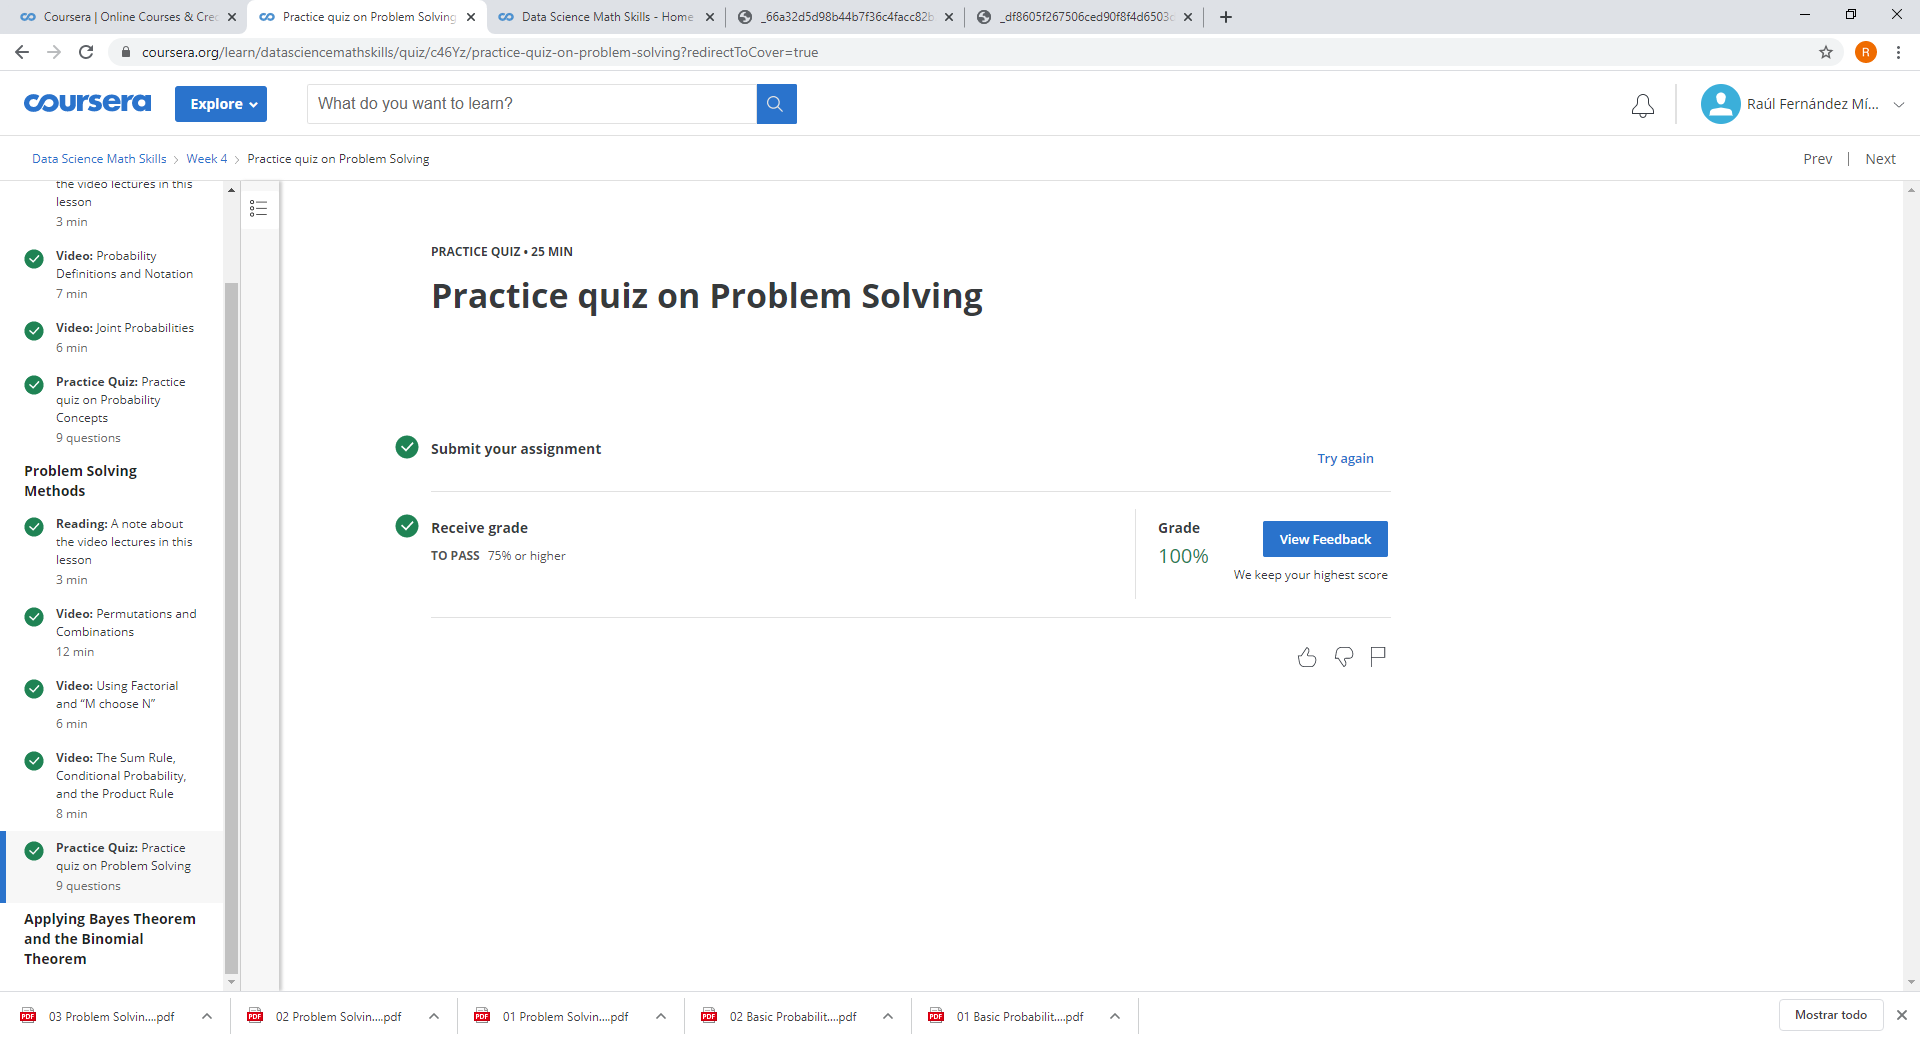 Coursera | Online Courses & Cre
Practice quiz on Problem Solving
Data Science Math Skills - Home
_66a32d5d98b44b7f36c4facc82b
_df8605f267506ced90f8f4d6503c
coursera.org/learn/datasciencemathskills/quiz/c46Yz/practice-quiz-on-problem-solving?redirectToCover=true
R
coursera
Explore
What do you want to learn?
Raúl Fernández Mí...
Data Science Math Skills
Week 4
Practice quiz on Problem Solving
Prev
Next
the video lectures in this
lesson
3 min
Video: Probability
Definitions and Notation
7 min
Video: Joint Probabilities
6 min
Practice Quiz: Practice
quiz on Probability
Concepts
9 questions
Problem Solving
Methods
Reading: A note about
the video lectures in this
lesson
3 min
Video: Permutations and
Combinations
12 min
Video: Using Factorial
and “M choose N”
6 min
Video: The Sum Rule,
Conditional Probability,
and the Product Rule
8 min
Practice Quiz: Practice
quiz on Problem Solving
9 questions
Applying Bayes Theorem
and the Binomial
Theorem
PRACTICE QUIZ • 25 MIN
Practice quiz on Problem Solving
Submit your assignment
Try again
Receive grade
TO PASS 75% or higher
Grade
100%
View Feedback
We keep your highest score
PDF 03 Problem Solvin....pdf
PDF 02 Problem Solvin....pdf
PDF 01 Problem Solvin....pdf
PDF 02 Basic Probabilit....pdf
PDF 01 Basic Probabilit....pdf
Mostrar todo